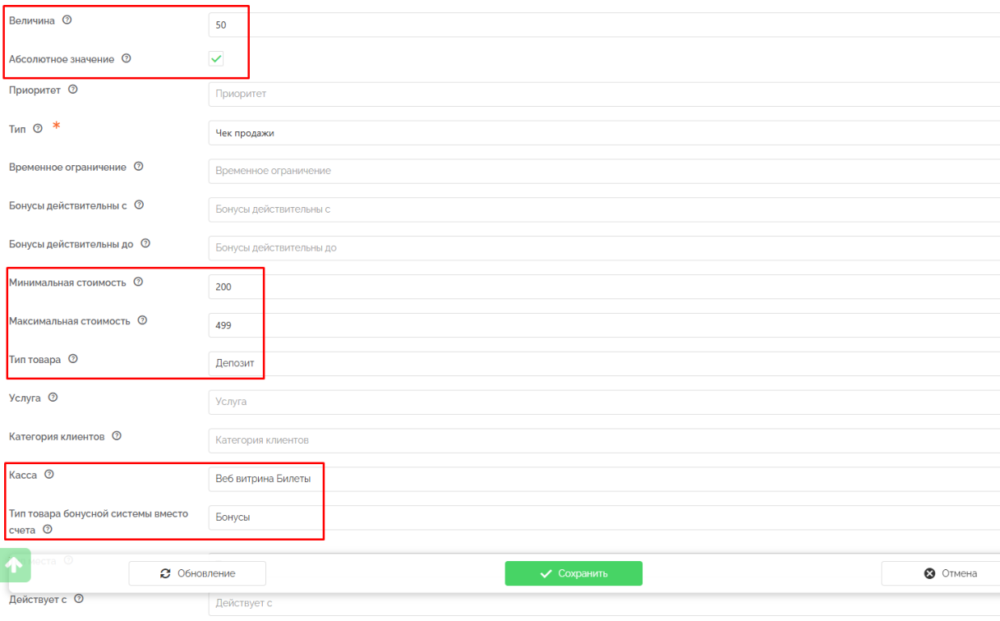 Величина
50
Абсолютное значение
Приоритет
Приоритет
Тип *
Чек продажи
Временное ограничение
Временное ограничение
Бонусы действительны с
Бонусы действительны с
Бонусы действительны до
Бонусы действительны до
Минимальная стоимость
200
Максимальная стоимость
499
Тип товара
Депозит
Услуга
Услуга
Категория клиентов
Категория клиентов
Касса
Веб витрина Билеты
Тип товара бонусной системы вместо
счета
Бонусы
места
Обновление
Сохранить
Отмена
Действует с
Действует с